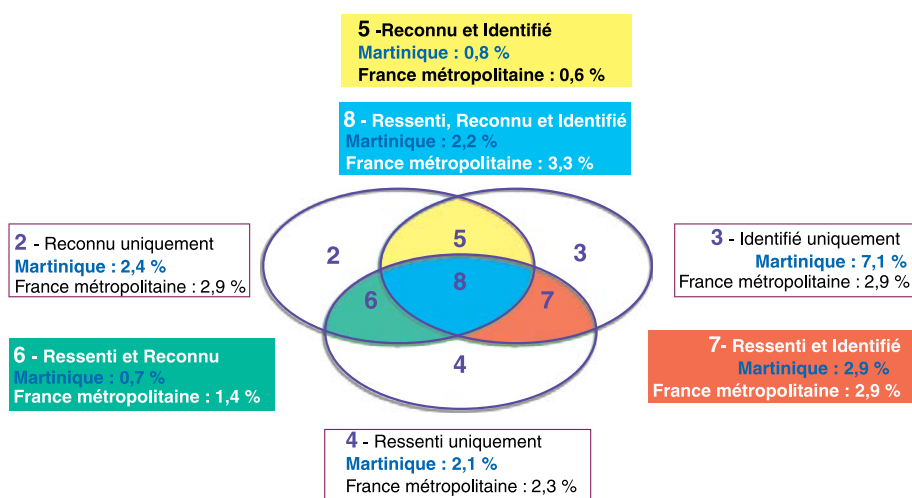 5 -Reconnu et Identifié
Martinique : 0,8 %
France métropolitaine : 0,6 %
8 - Ressenti, Reconnu et Identifié
Martinique : 2,2 %
France métropolitaine : 3,3 %
2 - Reconnu uniquement
Martinique : 2,4 %
France métropolitaine : 2,9 %
3 - Identifié uniquement
Martinique : 7,1 %
France métropolitaine : 2,9 %
2
5
3
6
8
7
4
6 - Ressenti et Reconnu
Martinique : 0,7 %
France métropolitaine : 1,4 %
7- Ressenti et Identifié
Martinique : 2,9 %
France métropolitaine : 2,9 %
4 - Ressenti uniquement
Martinique : 2,1 %
France métropolitaine : 2,3 %